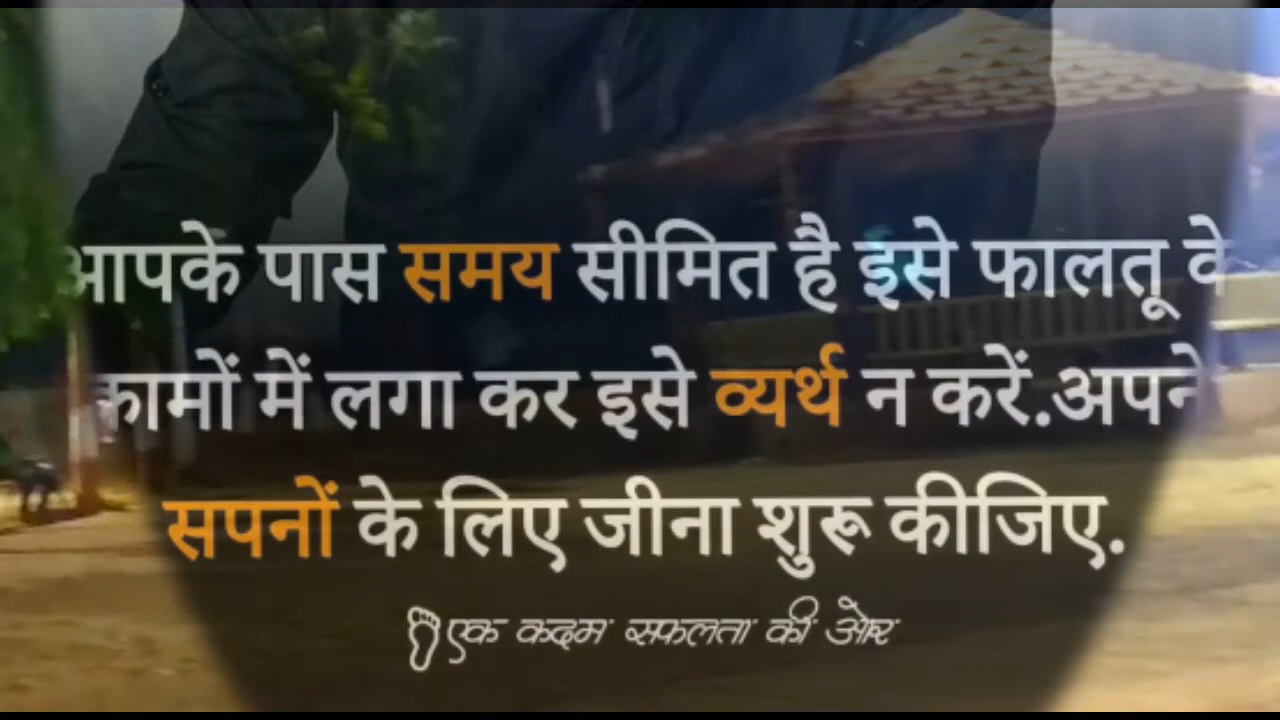 आपके पास समय सीमित है इसे फालतू के
कामों में लगा कर इसे व्यर्थ न करें.अपने
सपनों के लिए जीना शुरू कीजिए.
एक कदम सफलता की ओर